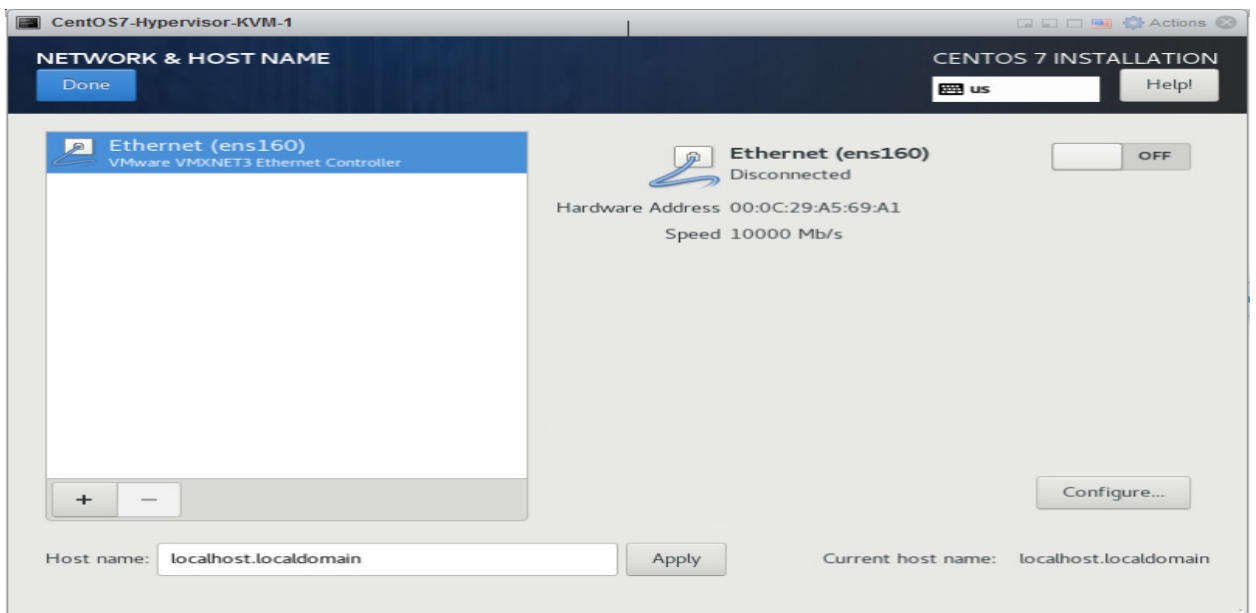 CentOS7-Hypervisor-KVM-1
Actions
NETWORK & HOST NAME
CENTOS 7 INSTALLATION
Done
us
Help!
Ethernet (ens160)
VMware VMXNET3 Ethernet Controller
Ethernet (ens160)
Disconnected
OFF
Hardware Address 00:0C:29:A5:69:A1
Speed 10000 Mb/s
+ −
Configure...
Host name: localhost.localdomain Apply Current host name: localhost.localdomain